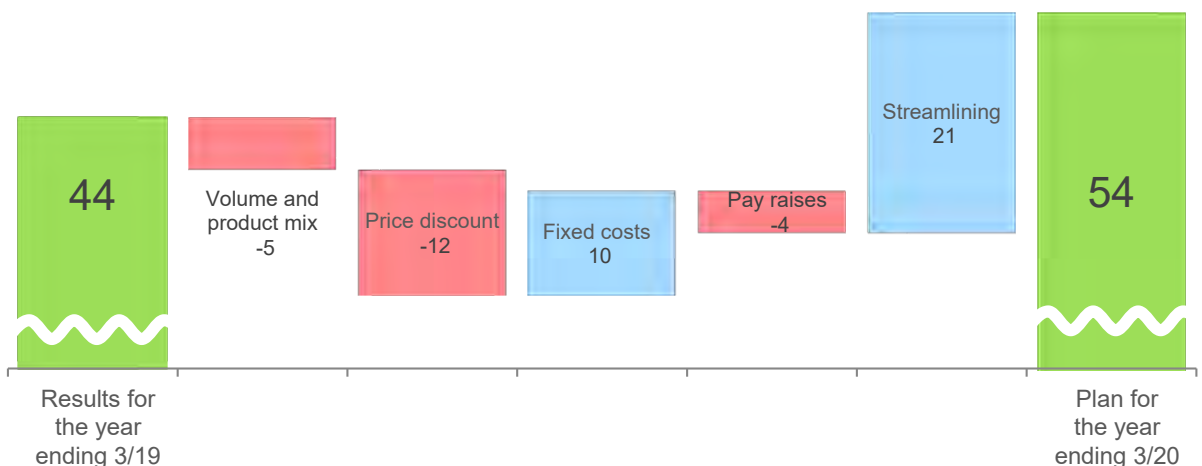 44
Volume and
product mix
-5
Price discount
-12
Fixed costs
10
Pay raises
-4
Streamlining
21
54
Results for
the year
ending 3/19
Plan for
the year
ending 3/20